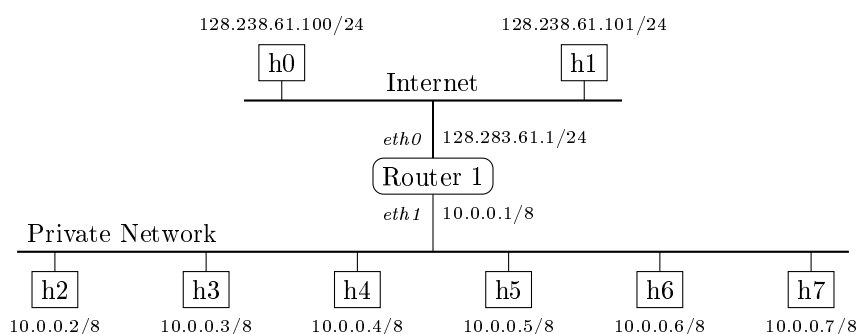 128.238.61.100/24 128.238.61.101/24
h0 h1
Internet
eth0 128.283.61.1/24
Router 1
eth1 10.0.0.1/8
Private Network
h2 h3 h4 h5 h6 h7
10.0.0.2/8 10.0.0.3/8 10.0.0.4/8 10.0.0.5/8 10.0.0.6/8 10.0.0.7/8